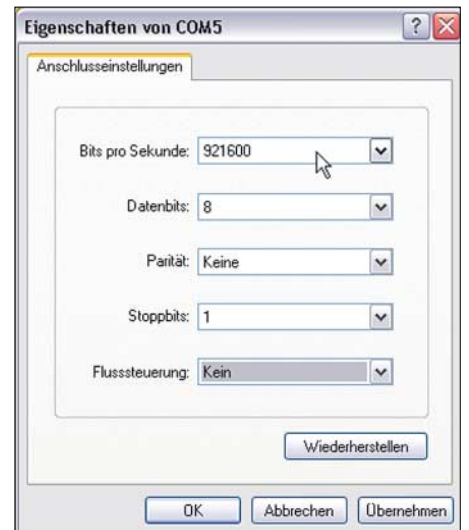 Eigenschaften von COM5
Anschlusseinstellungen
Bits pro Sekunde: 921600
Datenbits: 8
Parität: Keine
Stoppbits: 1
Flusssteuerung: Kein
Wiederherstellen
OK Abbrechen Übernehmen